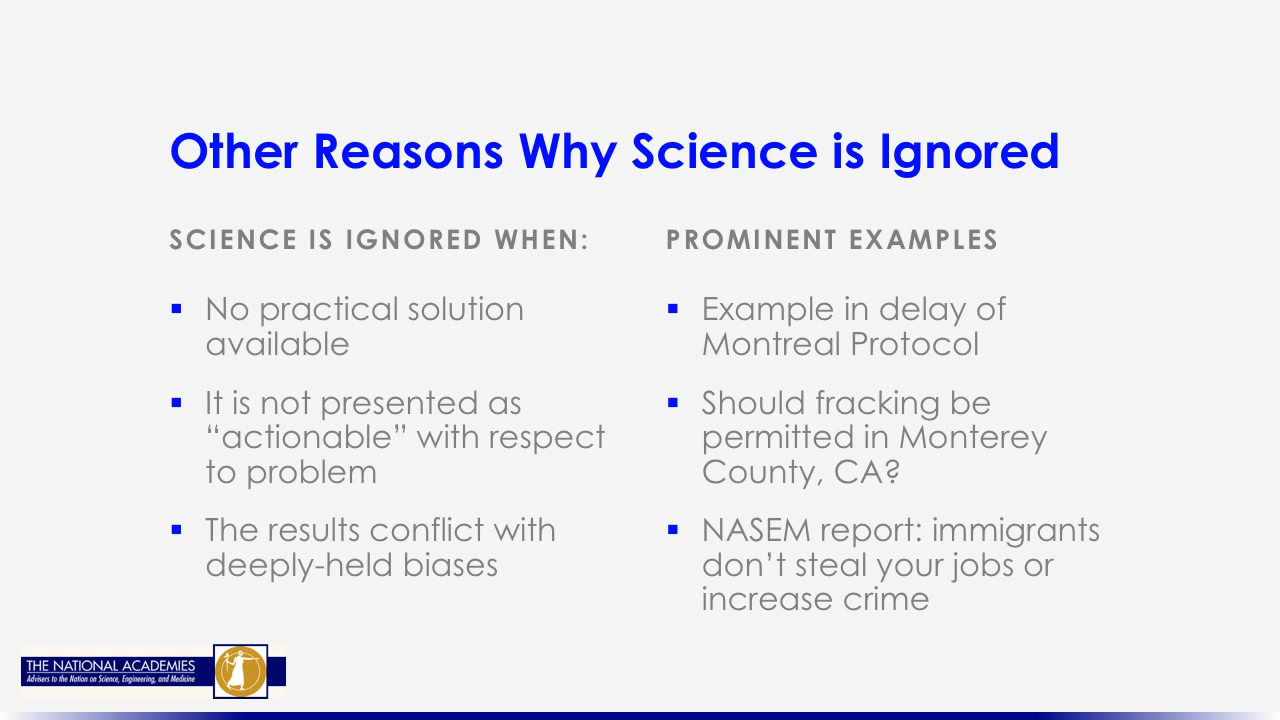 Other Reasons Why Science is Ignored
SCIENCE IS IGNORED WHEN:
▪ No practical solution
available
▪ It is not presented as
“actionable” with respect
to problem
▪ The results conflict with
deeply-held biases
PROMINENT EXAMPLES
▪ Example in delay of
Montreal Protocol
▪ Should fracking be
permitted in Monterey
County, CA?
▪ NASEM report: immigrants
don’t steal your jobs or
increase crime
THE NATIONAL ACADEMIES
Advisers to the Nation on Science, Engineering, and Medicine